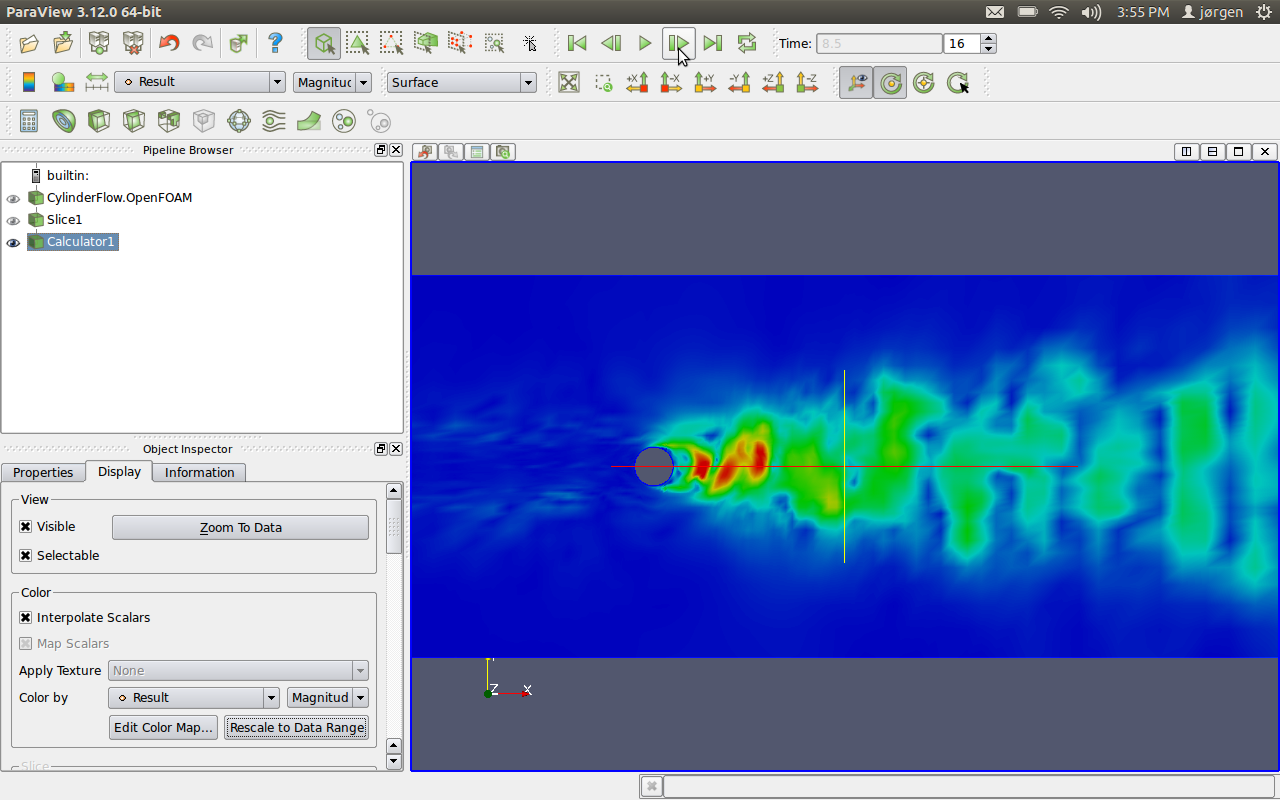 ParaView 3.12.0 64-bit 3:55 PM jørgen
? Time: 8.5 16
Result Magnituc Surface +X -X +Y -Y +Z -Z
Pipeline Browser
builtin:
CylinderFlow.OpenFOAM
Slice1
Calculator1
Object Inspector
Properties Display Information
View
Visible Zoom To Data
Selectable
Color
Interpolate Scalars
Map Scalars
Apply Texture None
Color by Result Magnitud
Edit Color Map... Rescale to Data Range
Slice
Z X